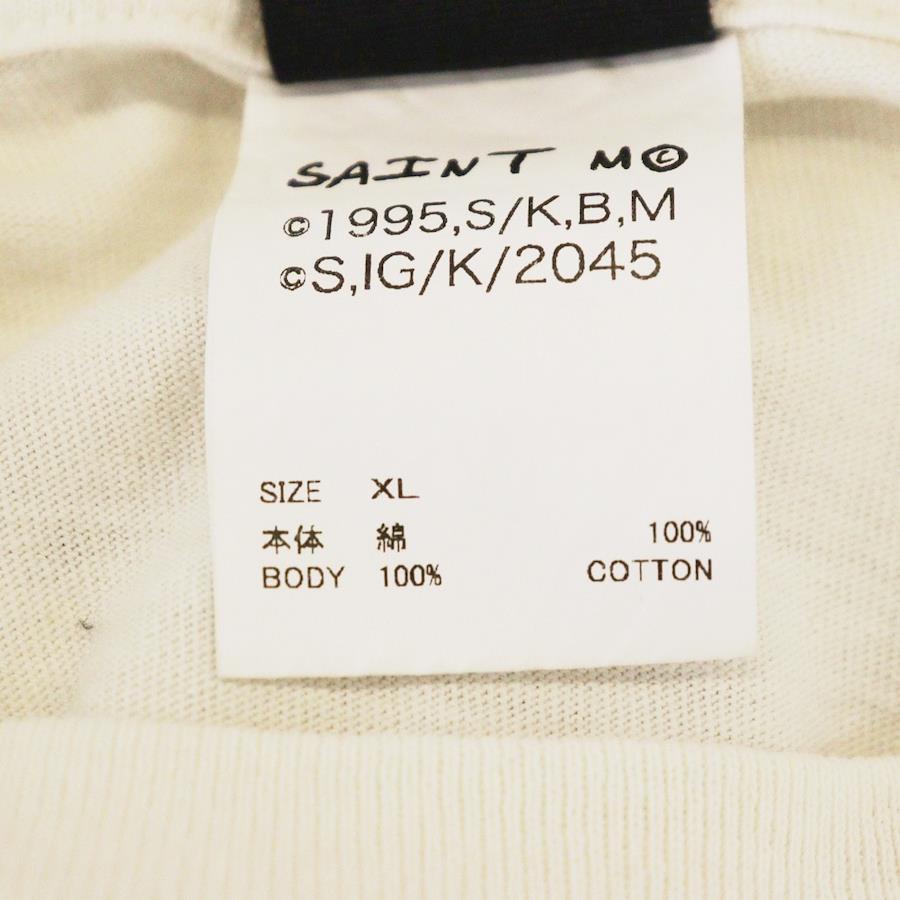 SAINT M©
©1995,S/K,B,M
©S,IG/K/2045
SIZE XL
本体 綿 100%
BODY 100% COTTON